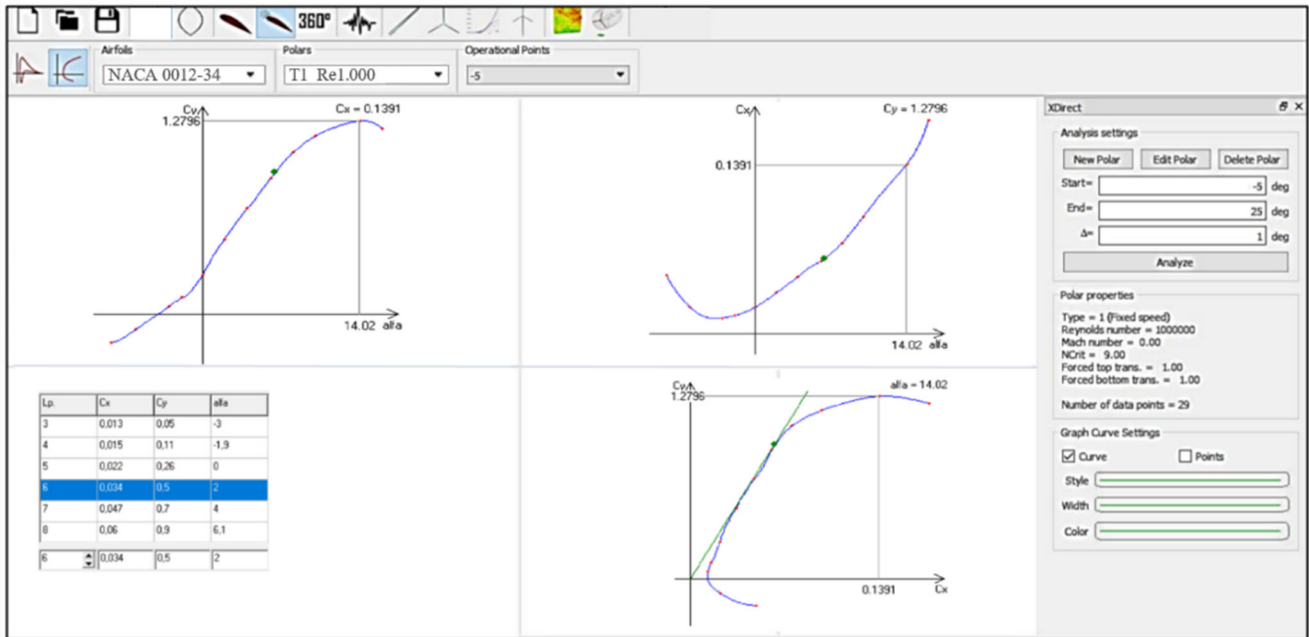 360°
Airfoils
Polars
Operational Points
NACA 0012-34
T1 Re1.000
-5
Cy
Cx = 0.1391
1.2796
14.02 alfa
Cx
Cy = 1.2796
0.1391
14.02 alfa
Lp. Cx Cy alfa
3 0,013 0,05 -3
4 0,015 0,11 -1,9
5 0,022 0,26 0
6 0,034 0,5 2
7 0,047 0,7 4
8 0,06 0,9 6,1
6 0,034 0,5 2
Cy
alfa = 14.02
1.2796
0.1391 Cx
XDirect
Analysis settings
New Polar Edit Polar Delete Polar
Start= -5 deg
End= 25 deg
Δ= 1 deg
Analyze
Polar properties
Type = 1 (Fixed speed)
Reynolds number = 1000000
Mach number = 0.00
NCrit = 9.00
Forced top trans. = 1.00
Forced bottom trans. = 1.00
Number of data points = 29
Graph Curve Settings
Curve Points
Style
Width
Color